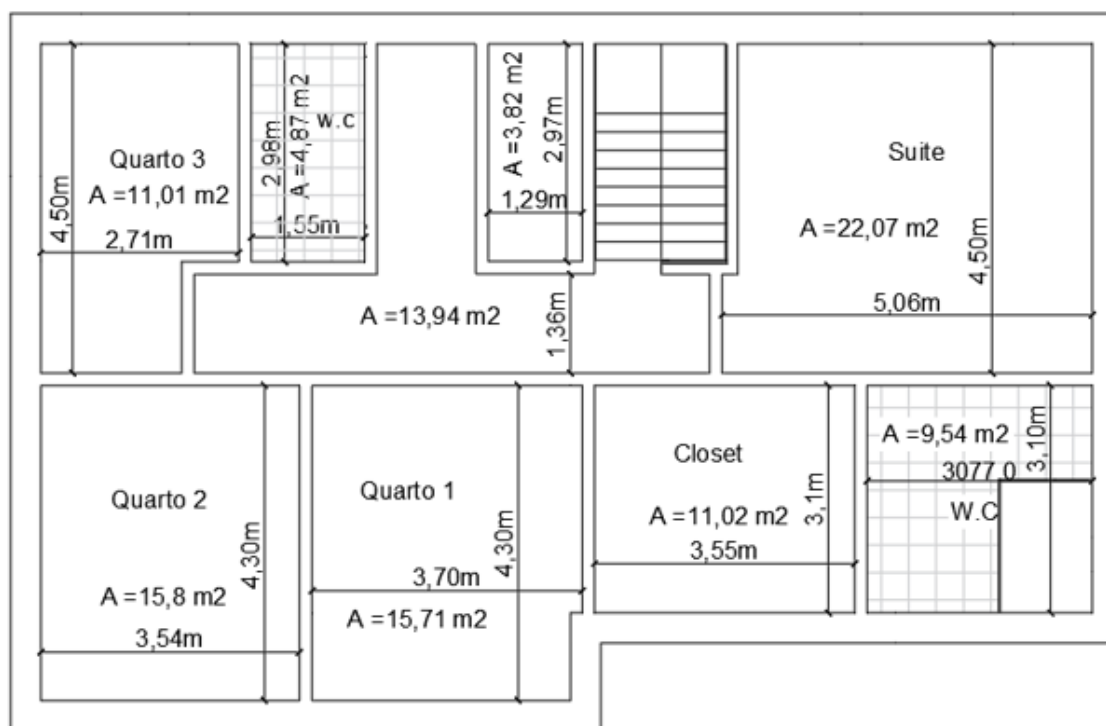 Quarto 3
A =11,01 m2
4,50m
2,71m
2,98m
A =4,87 m2
W.C
1,55m
A =3,82 m2
2,97m
1,29m
Suite
A =22,07 m2
4,50m
5,06m
A =13,94 m2
1,36m
Quarto 2
4,30m
A =15,8 m2
3,54m
Quarto 1
4,30m
3,70m
A =15,71 m2
Closet
3,1m
A =11,02 m2
3,55m
A =9,54 m2
3,10m
3077,0
W.C